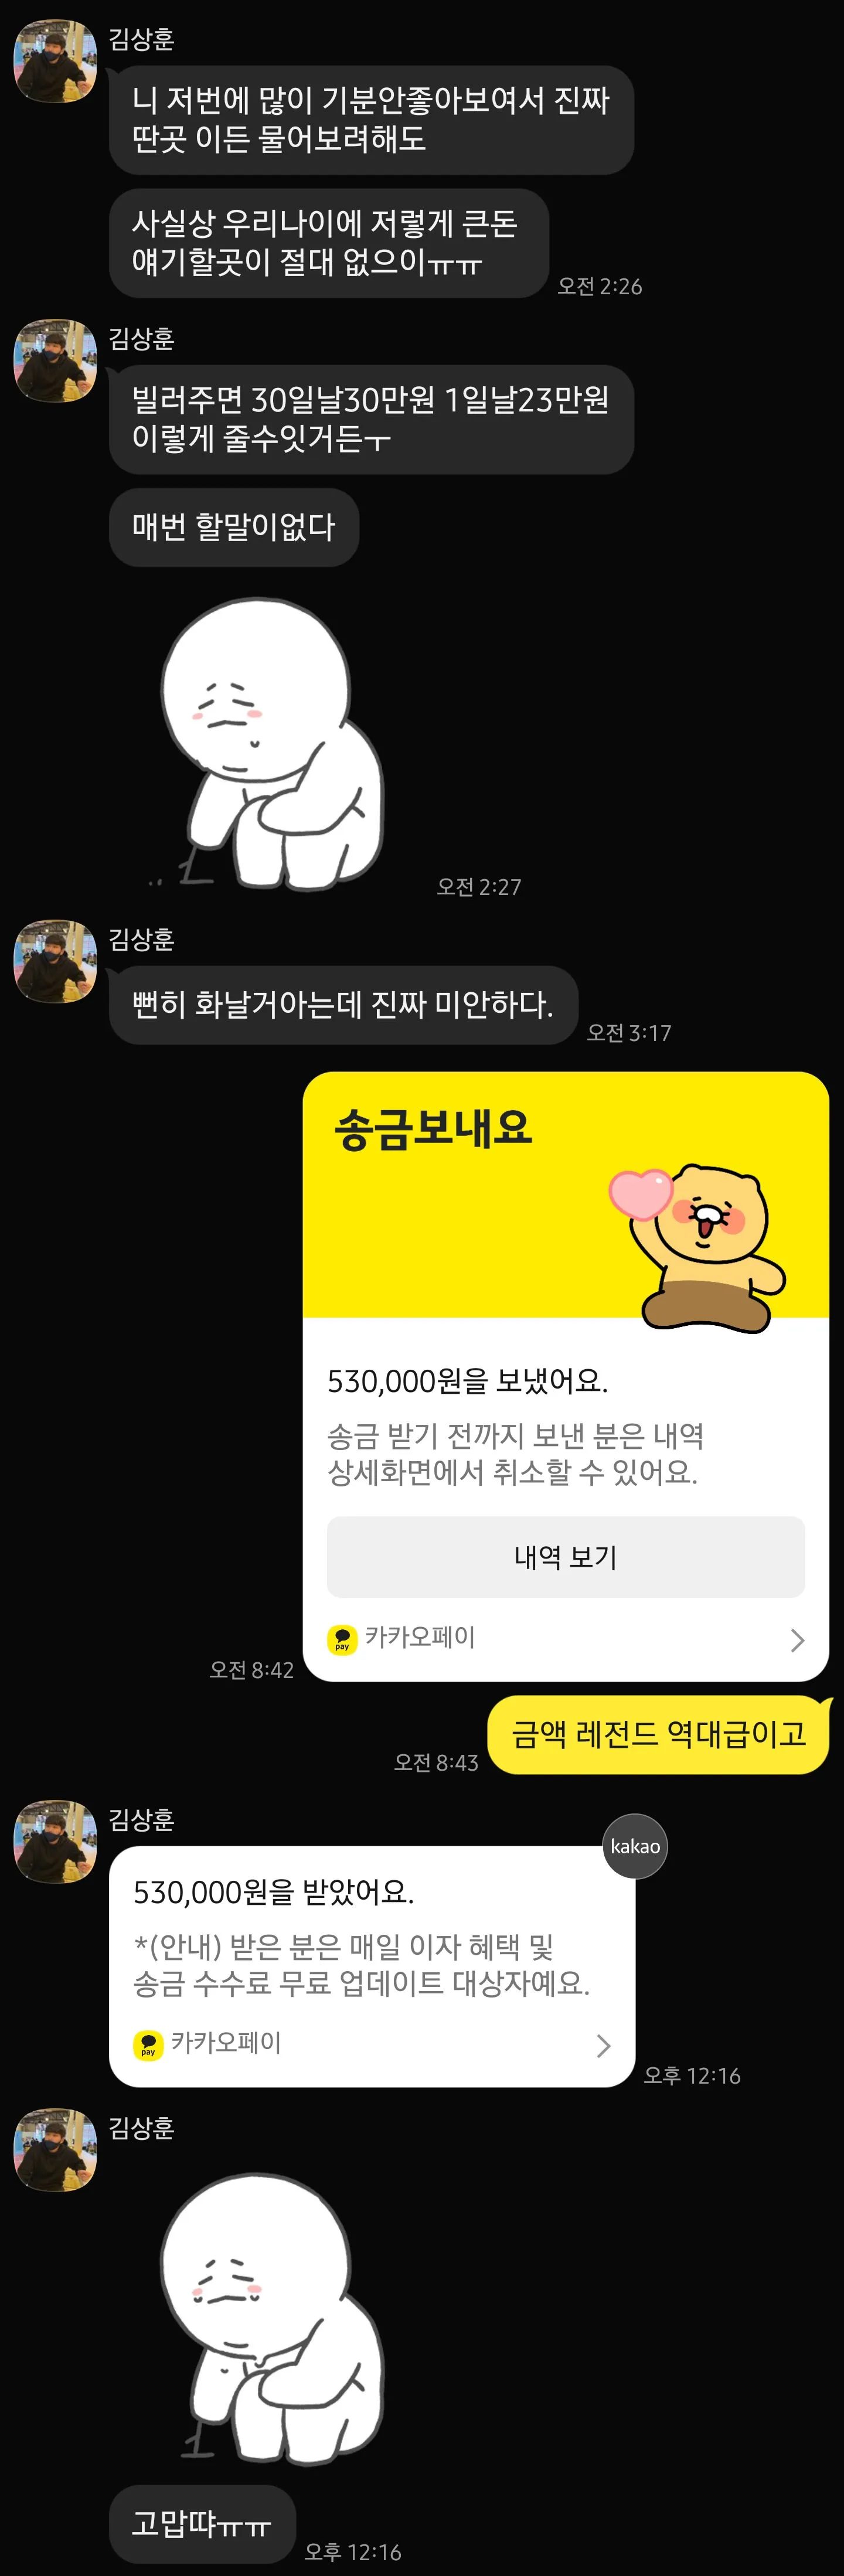 김상훈
니 저번에 많이 기분안좋아보여서 진짜
딴곳 이든 물어보려해도
사실상 우리나이에 저렇게 큰돈
얘기할곳이 절대 없으이ㅠㅠ
오전 2:26
김상훈
빌러주면 30일날30만원 1일날23만원
이렇게 줄수잇거든ㅜ
매번 할말이없다
오전 2:27
김상훈
뻔히 화날거아는데 진짜 미안하다.
오전 3:17
송금보내요
530,000원을 보냈어요.
송금 받기 전까지 보낸 분은 내역
상세화면에서 취소할 수 있어요.
내역 보기
pay 카카오페이
오전 8:42
금액 레전드 역대급이고
오전 8:43
김상훈
kakao
530,000원을 받았어요.
*(안내) 받은 분은 매일 이자 혜택 및
송금 수수료 무료 업데이트 대상자예요.
pay 카카오페이
오후 12:16
김상훈
고맙땨ㅠㅠ
오후 12:16